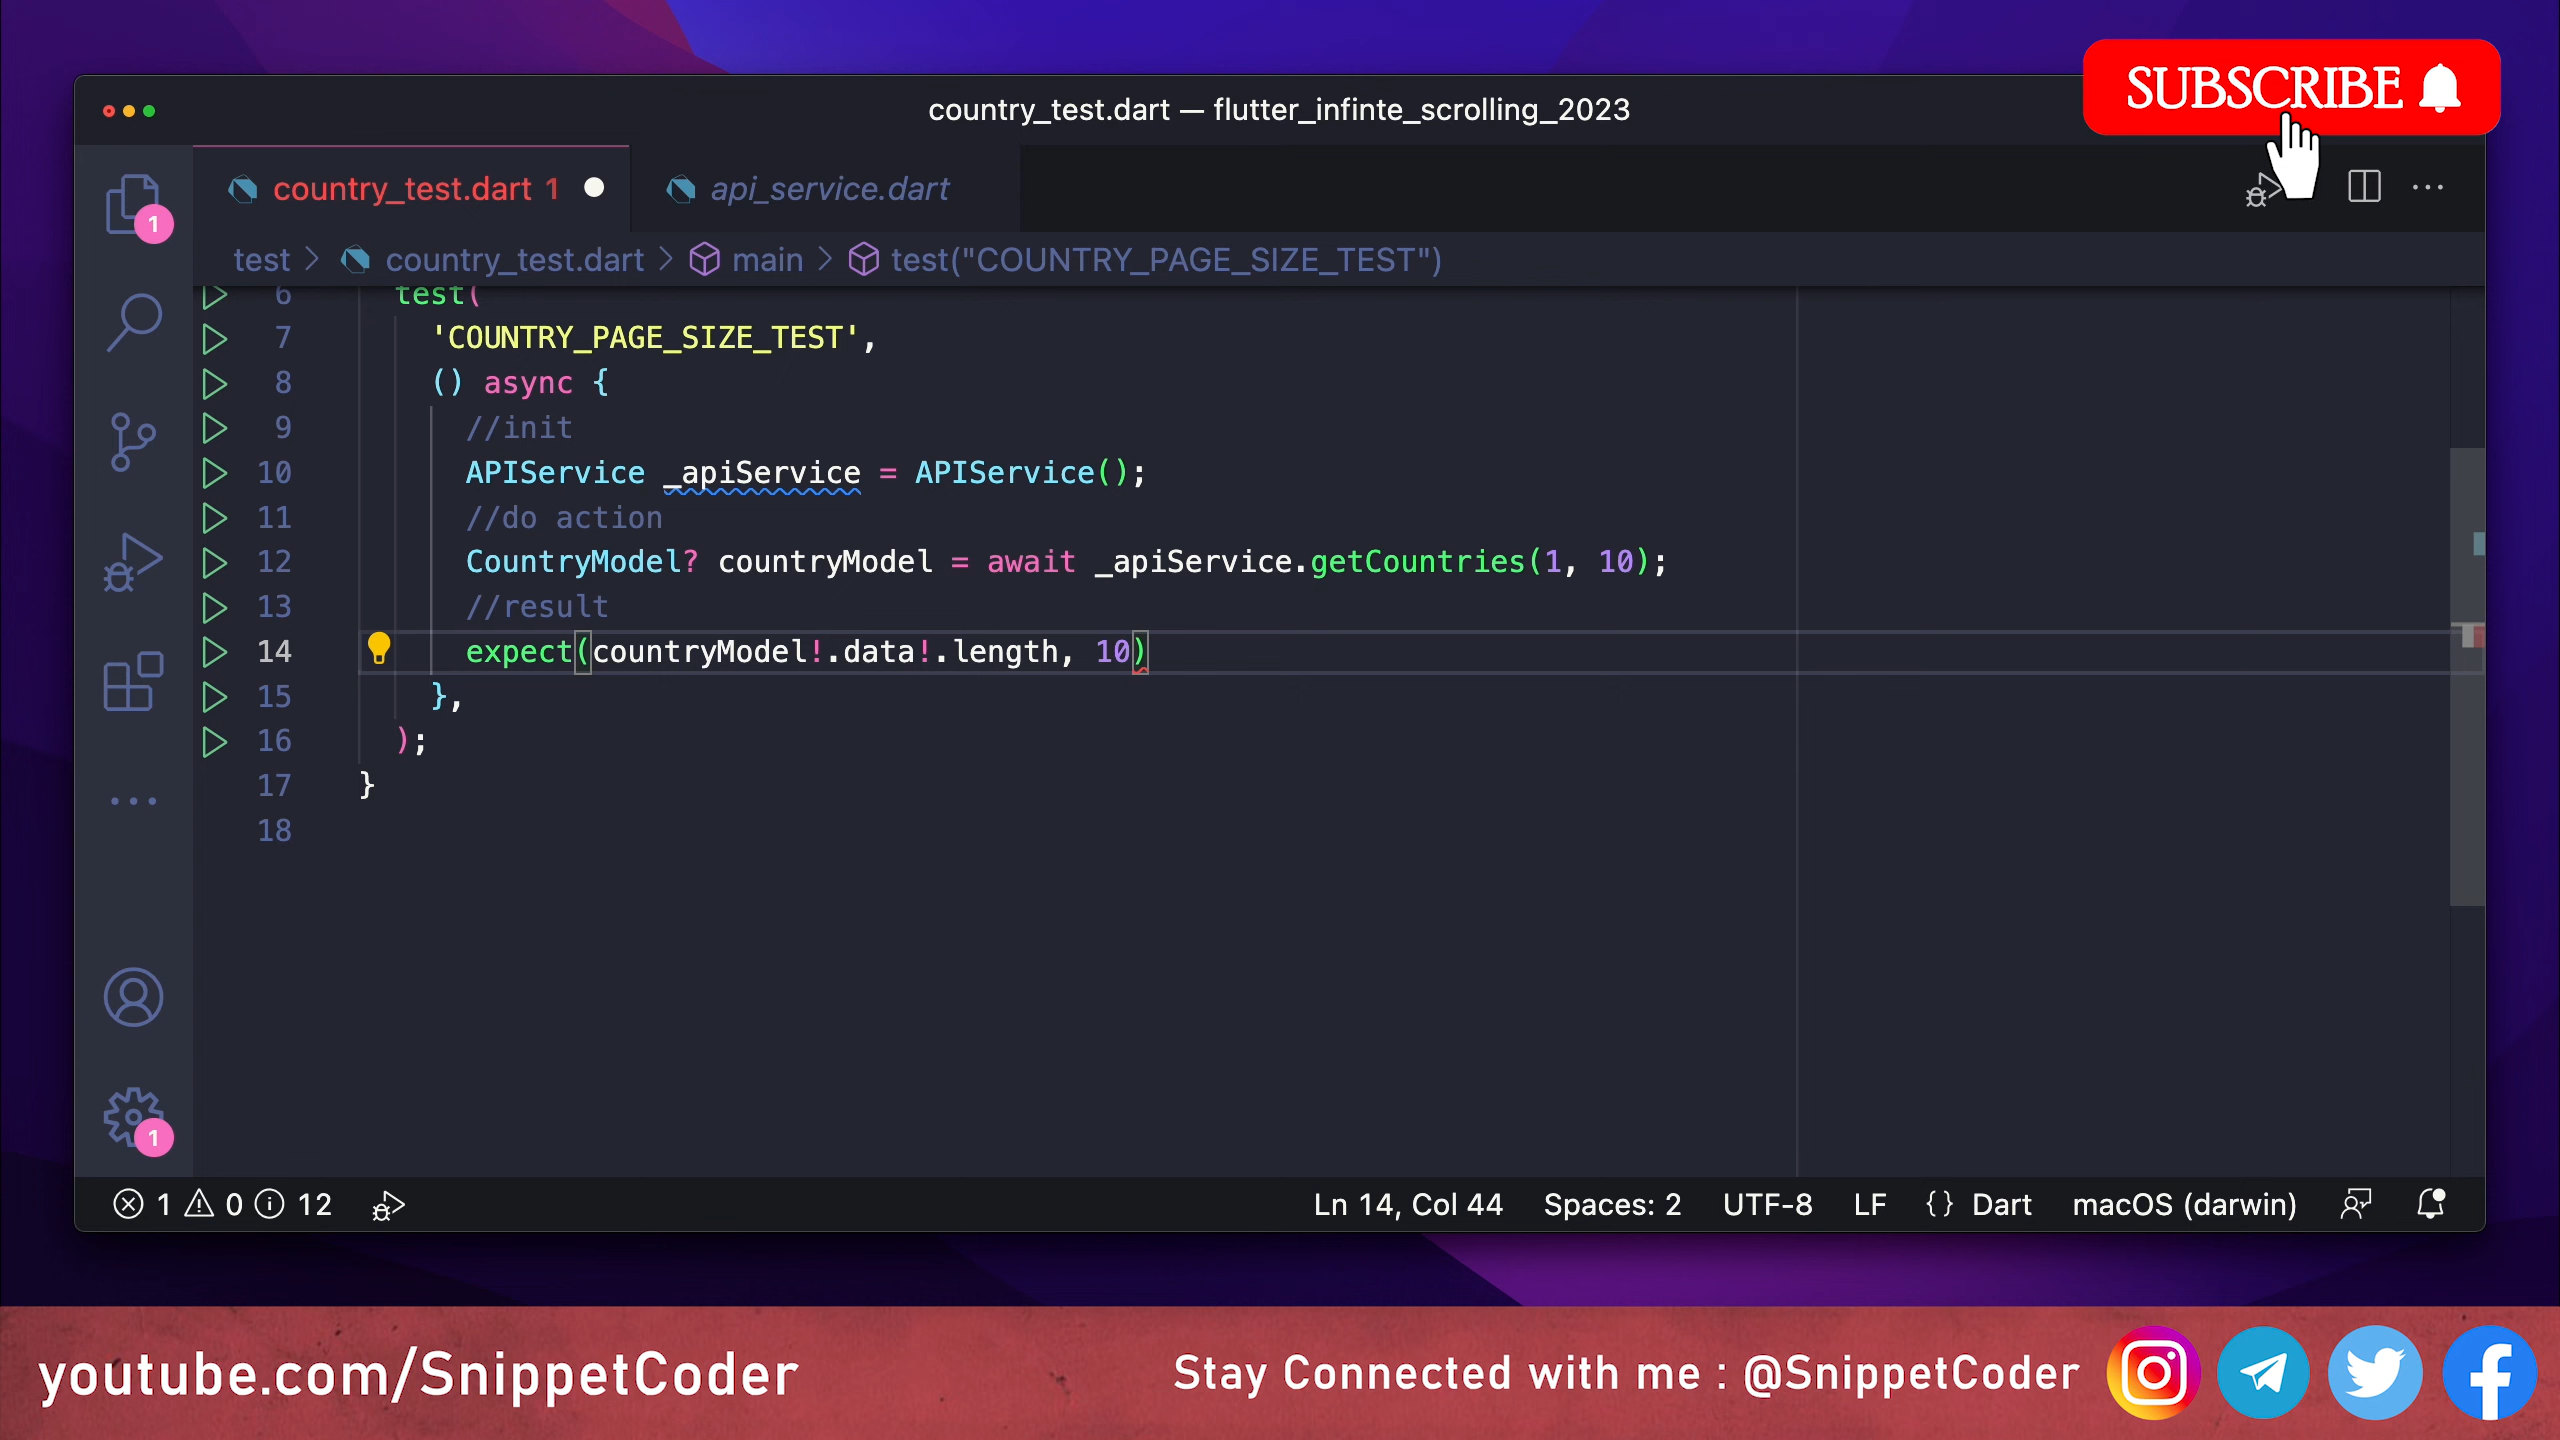 SUBSCRIBE
country_test.dart — flutter_infinte_scrolling_2023
country_test.dart 1
api_service.dart
1
test > country_test.dart > main > test("COUNTRY_PAGE_SIZE_TEST")
6 test(
7 'COUNTRY_PAGE_SIZE_TEST',
8 () async {
9 //init
10 APIService _apiService = APIService();
11 //do action
12 CountryModel? countryModel = await _apiService.getCountries(1, 10);
13 //result
14 expect(countryModel!.data!.length, 10)
15 },
16 );
17 }
18
1
1 0 12
Ln 14, Col 44 Spaces: 2 UTF-8 LF {} Dart macOS (darwin)
youtube.com/SnippetCoder
Stay Connected with me : @SnippetCoder